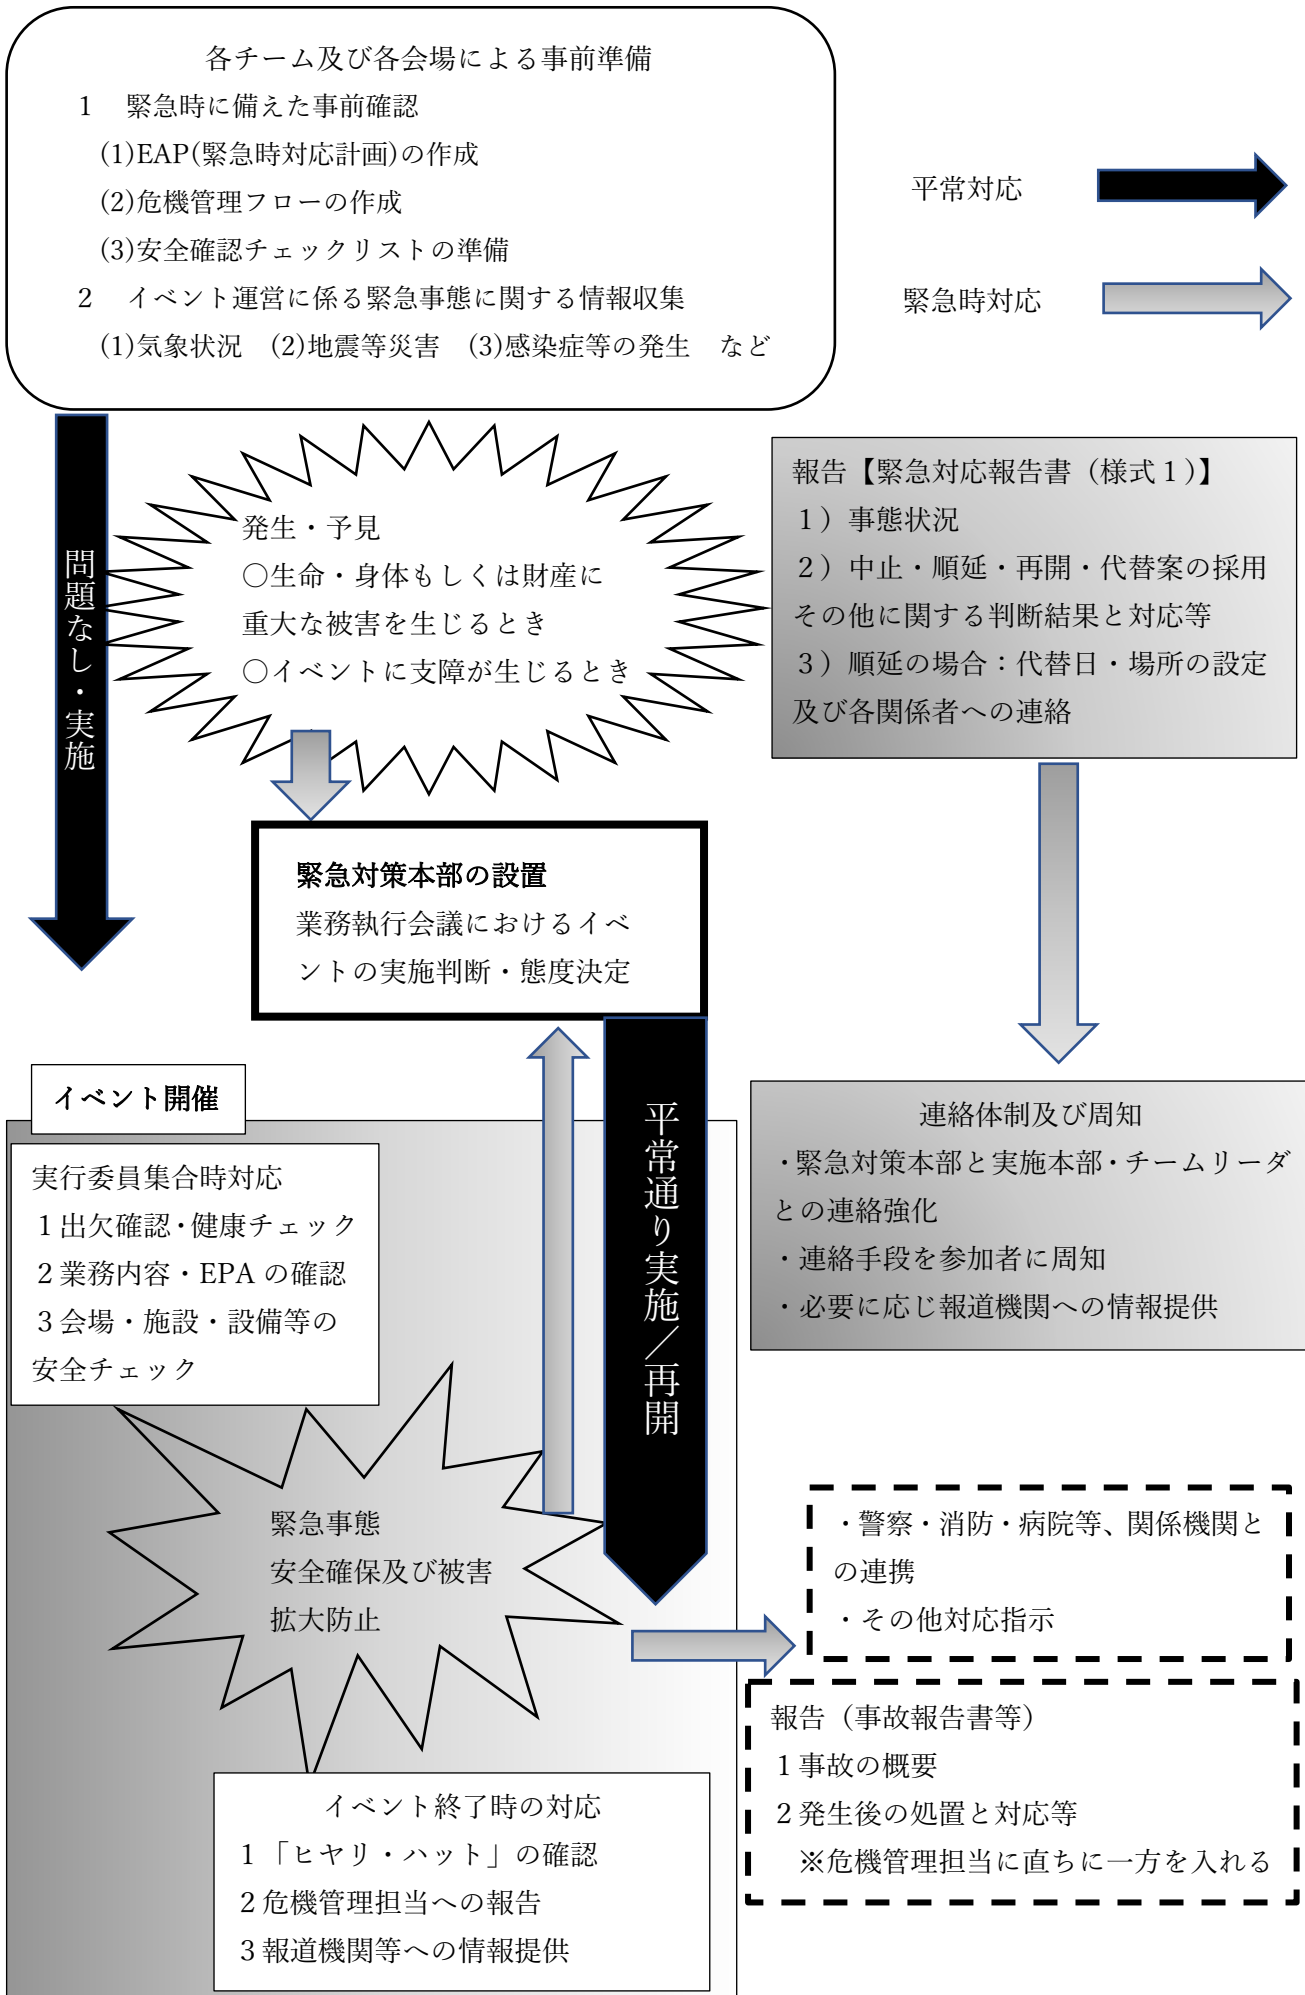 各チーム及び各会場による事前準備
1　緊急時に備えた事前確認
(1)EAP(緊急時対応計画)の作成
(2)危機管理フローの作成
(3)安全確認チェックリストの準備
2　イベント運営に係る緊急事態に関する情報収集
(1)気象状況　(2)地震等災害　(3)感染症等の発生　など
平常対応
緊急時対応
問題なし・実施
発生・予見
○生命・身体もしくは財産に
重大な被害を生じるとき
○イベントに支障が生じるとき
報告【緊急対応報告書（様式１）】
１）事態状況
２）中止・順延・再開・代替案の採用
その他に関する判断結果と対応等
３）順延の場合：代替日・場所の設定
及び各関係者への連絡
緊急対策本部の設置
業務執行会議におけるイベ
ントの実施判断・態度決定
平常通り実施／再開
連絡体制及び周知
・緊急対策本部と実施本部・チームリーダ
との連絡強化
・連絡手段を参加者に周知
・必要に応じ報道機関への情報提供
イベント開催
実行委員集合時対応
１出欠確認・健康チェック
２業務内容・EPA の確認
３会場・施設・設備等の
安全チェック
緊急事態
安全確保及び被害
拡大防止
・警察・消防・病院等、関係機関と
の連携
・その他対応指示
報告（事故報告書等）
１事故の概要
２発生後の処置と対応等
※危機管理担当に直ちに一方を入れる
イベント終了時の対応
１「ヒヤリ・ハット」の確認
２危機管理担当への報告
３報道機関等への情報提供